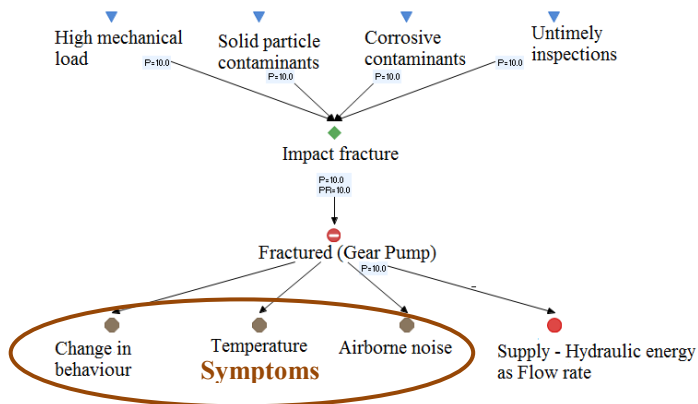 High mechanical
load
Solid particle
contaminants
Corrosive
contaminants
Untimely
inspections
P=10.0
P=10.0
P=10.0
P=10.0
Impact fracture
P=10.0
PFi=10.0
Fractured (Gear Pump)
P=10.0
Change in
behaviour
Temperature
Airborne noise
Supply - Hydraulic energy
as Flow rate
Symptoms